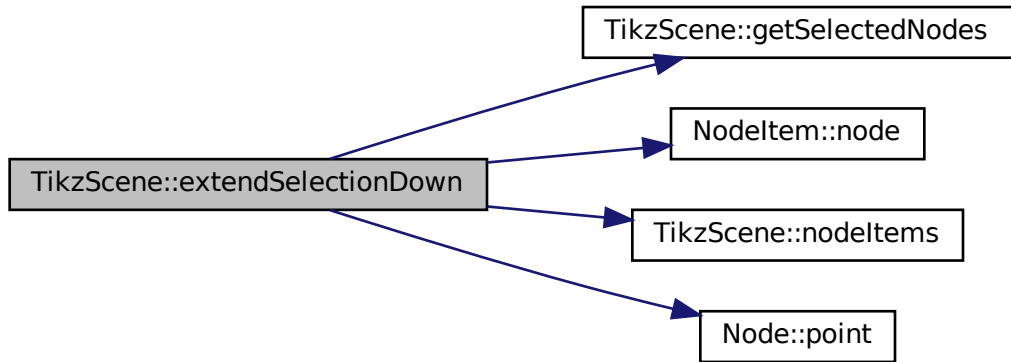 TikzScene::getSelectedNodes
NodeItem::node
TikzScene::extendSelectionDown
TikzScene::nodeItems
Node::point